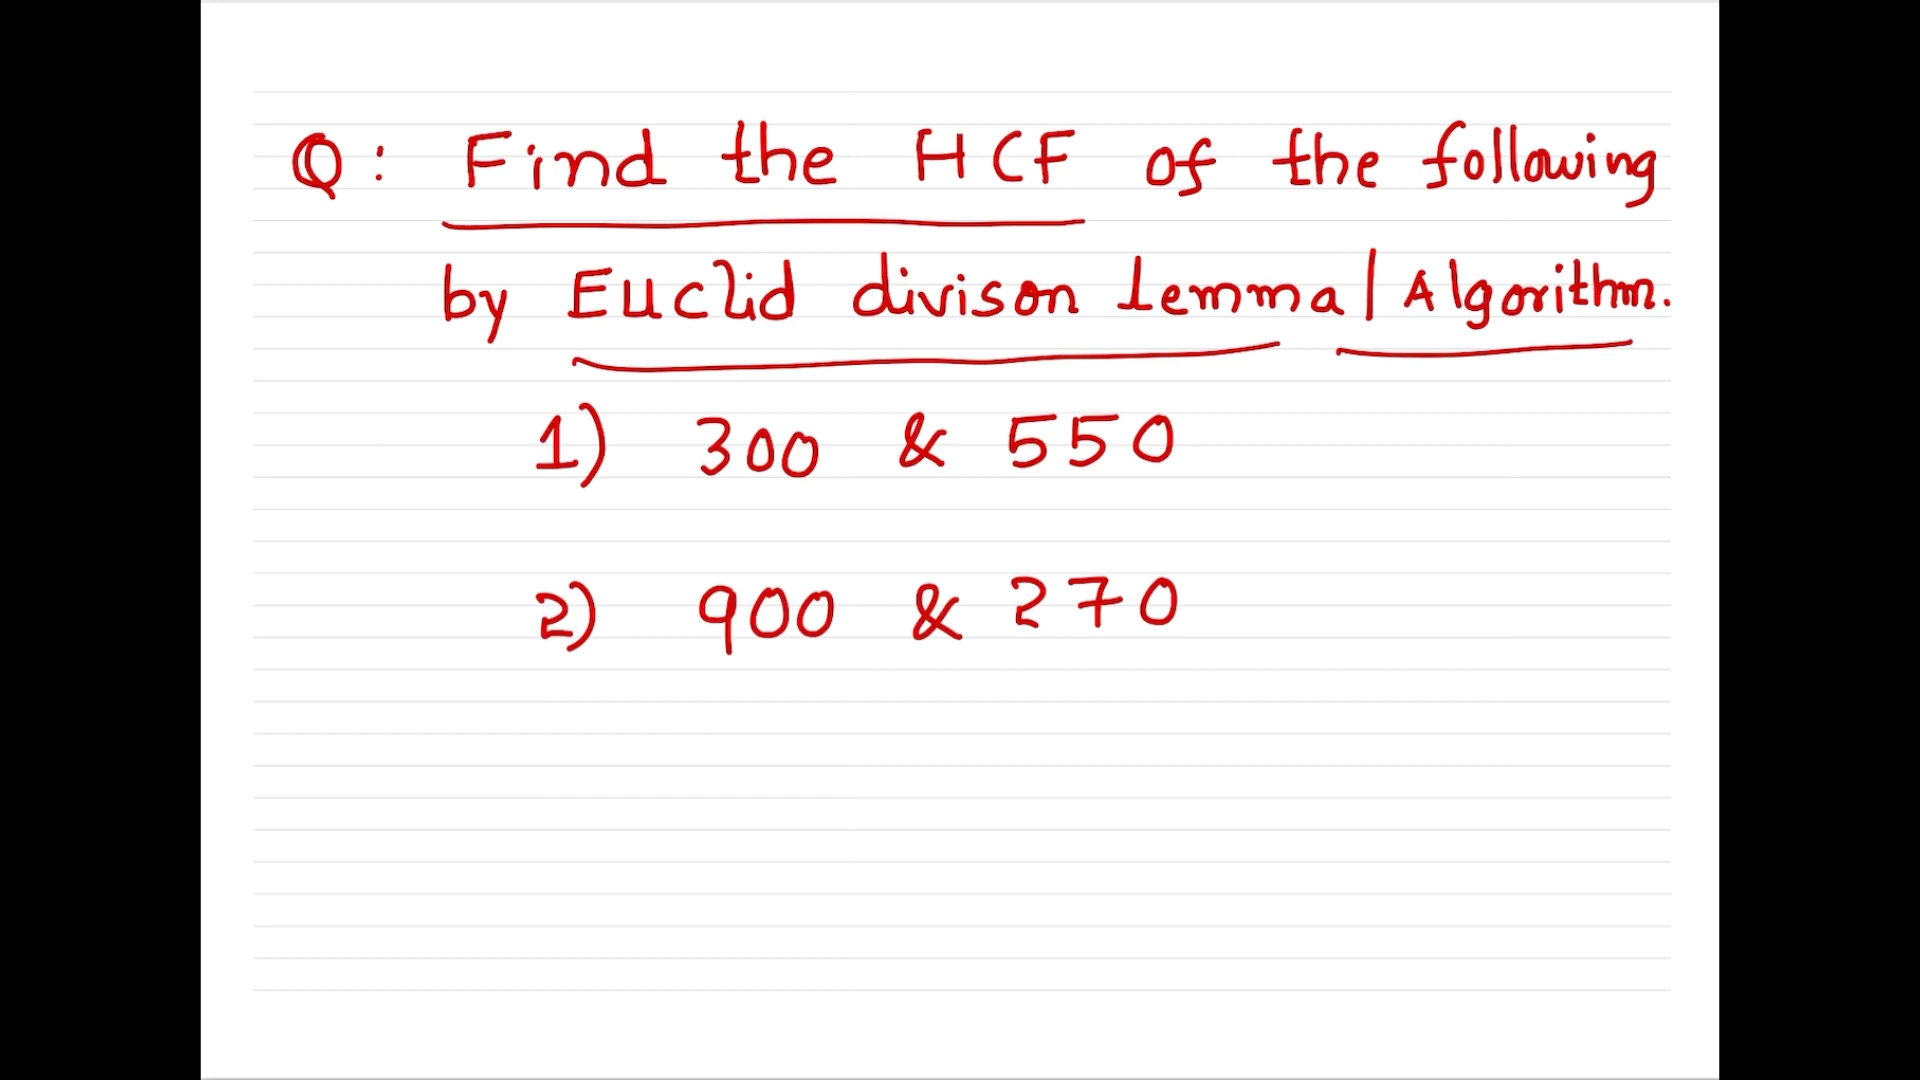 Q: Find the HCF of the following
by Euclid divison lemma | Algorithm.
1) 300 & 550
2) 900 & 270